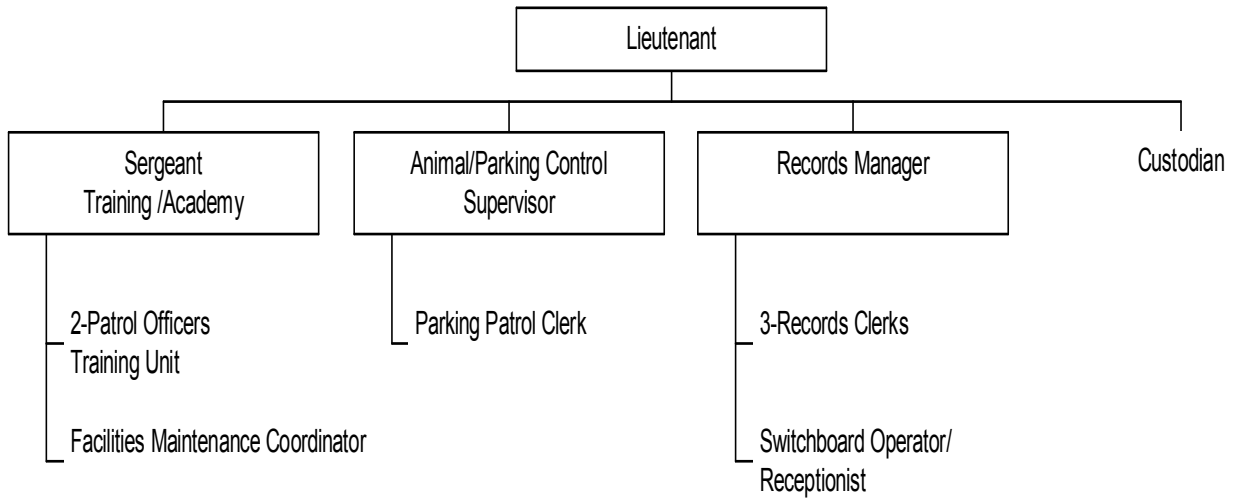 Lieutenant
Sergeant
Training /Academy
Animal/Parking Control
Supervisor
Records Manager
Custodian
2-Patrol Officers
Training Unit
Parking Patrol Clerk
3-Records Clerks
Facilities Maintenance Coordinator
Switchboard Operator/
Receptionist